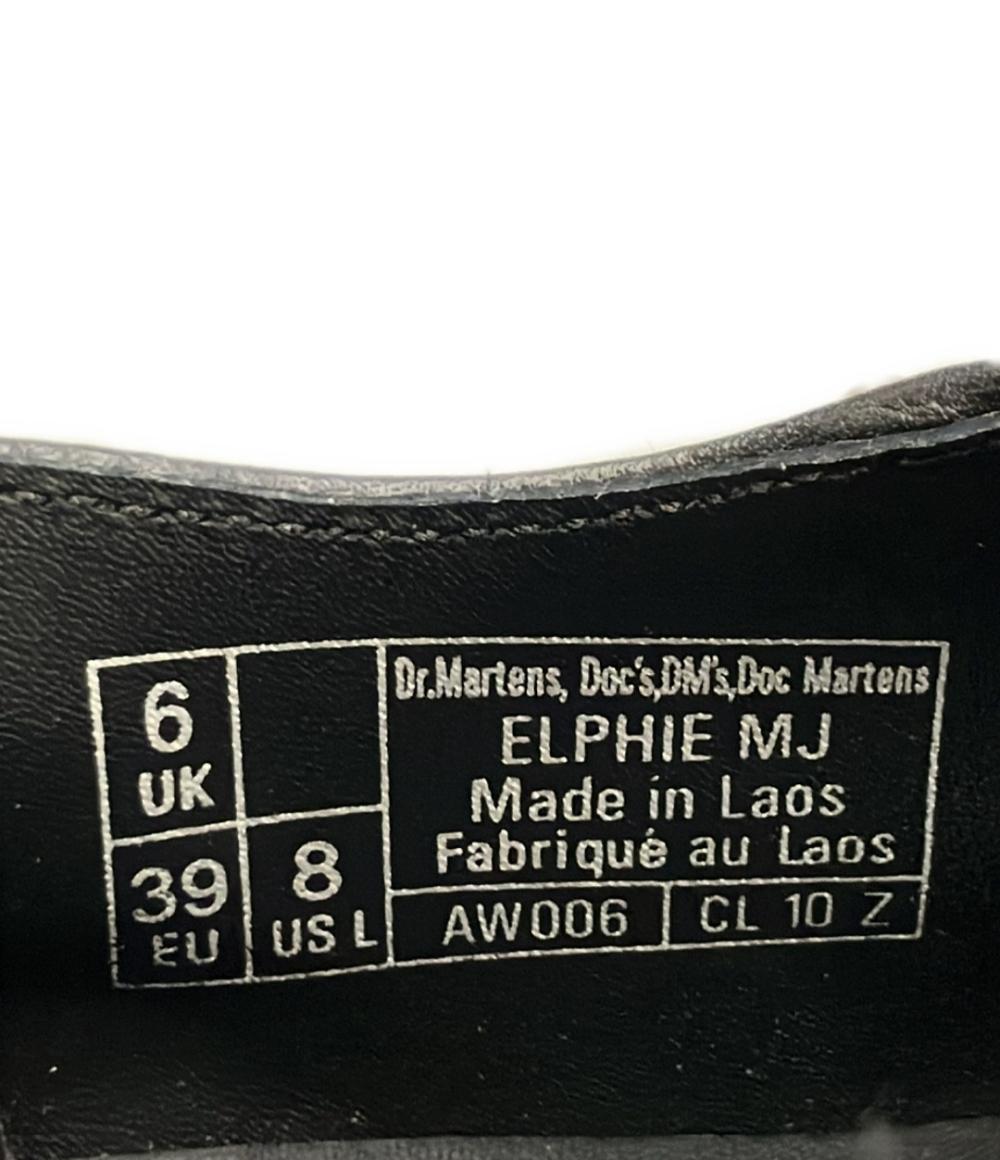 6
UK
39
EU
8
US L
Dr.Martens, Doc's,DM's,Doc Martens
ELPHIE MJ
Made in Laos
Fabriqué au Laos
AW006
CL 10 Z